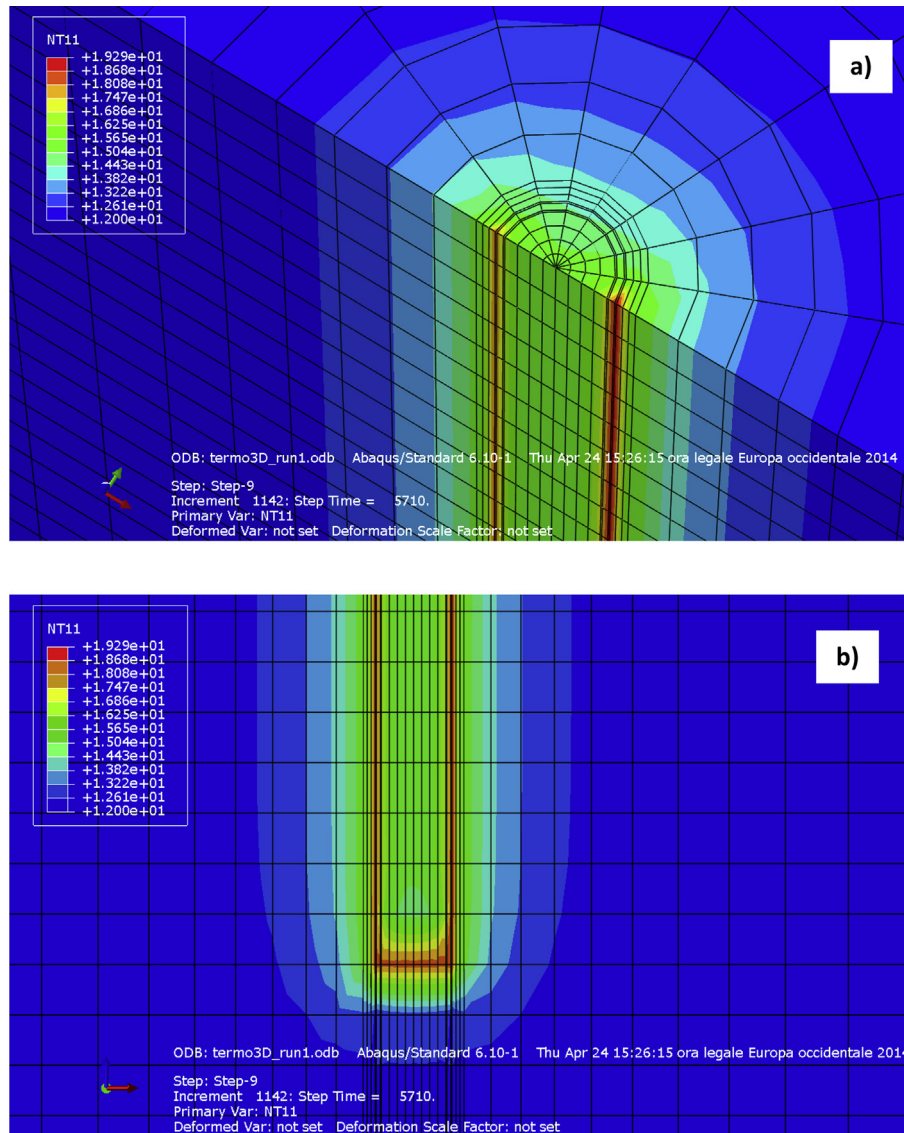 NT11
a)
+1.929e+01
+1.868e+01
+1.808e+01
+1.747e+01
+1.686e+01
+1.625e+01
+1.565e+01
+1.504e+01
+1.443e+01
+1.382e+01
+1.322e+01
+1.261e+01
+1.200e+01
ODB: termo3D_run1.odb Abaqus/Standard 6.10-1 Thu Apr 24 15:26:15 ora legale Europa occidentale 2014
Step: Step-9
Increment 1142: Step Time = 5710.
Primary Var: NT11
Deformed Var: not set Deformation Scale Factor: not set
NT11
b)
+1.929e+01
+1.868e+01
+1.808e+01
+1.747e+01
+1.686e+01
+1.625e+01
+1.565e+01
+1.504e+01
+1.443e+01
+1.382e+01
+1.322e+01
+1.261e+01
+1.200e+01
ODB: termo3D_run1.odb Abaqus/Standard 6.10-1 Thu Apr 24 15:26:15 ora legale Europa occidentale 2014
Step: Step-9
Increment 1142: Step Time = 5710.
Primary Var: NT11
Deformed Var: not set Deformation Scale Factor: not set